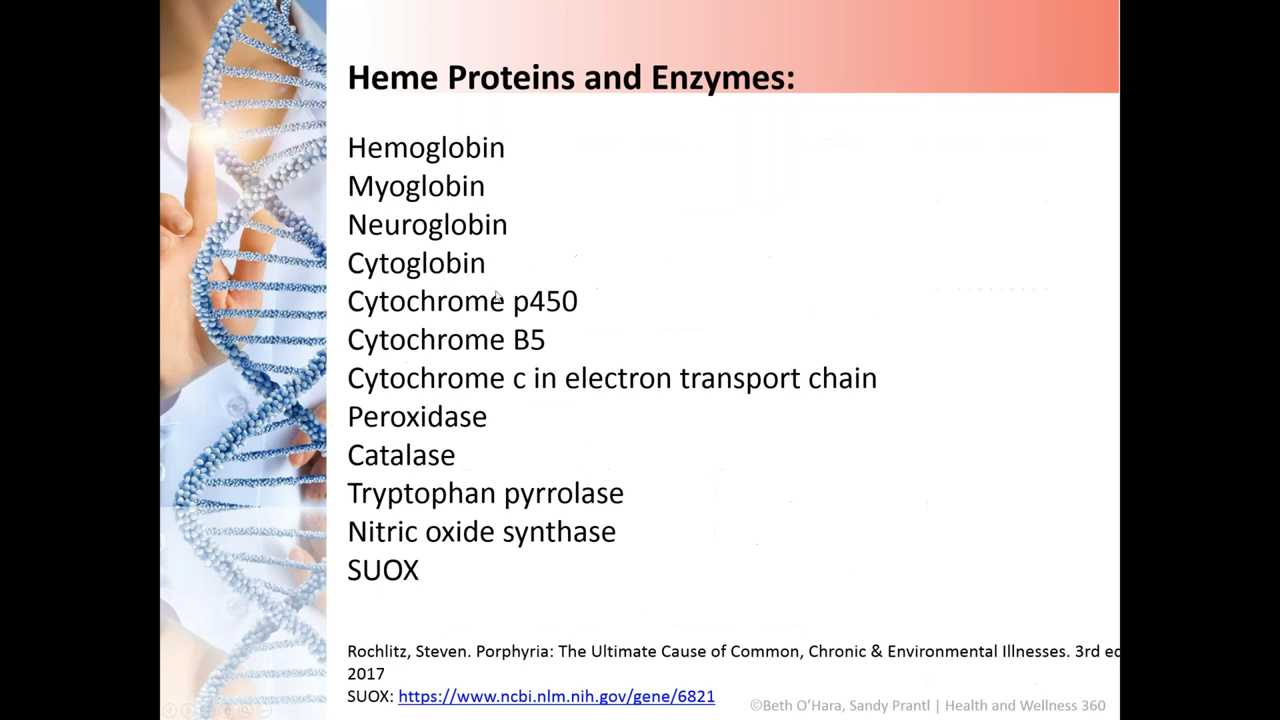 Heme Proteins and Enzymes:
Hemoglobin
Myoglobin
Neuroglobin
Cytoglobin
Cytochrome p450
Cytochrome B5
Cytochrome c in electron transport chain
Peroxidase
Catalase
Tryptophan pyrrolase
Nitric oxide synthase
SUOX
Rochlitz, Steven. Porphyria: The Ultimate Cause of Common, Chronic & Environmental Illnesses. 3rd ed
2017
SUOX: https://www.ncbi.nlm.nih.gov/gene/6821
©Beth O'Hara, Sandy Prantl | Health and Wellness 360